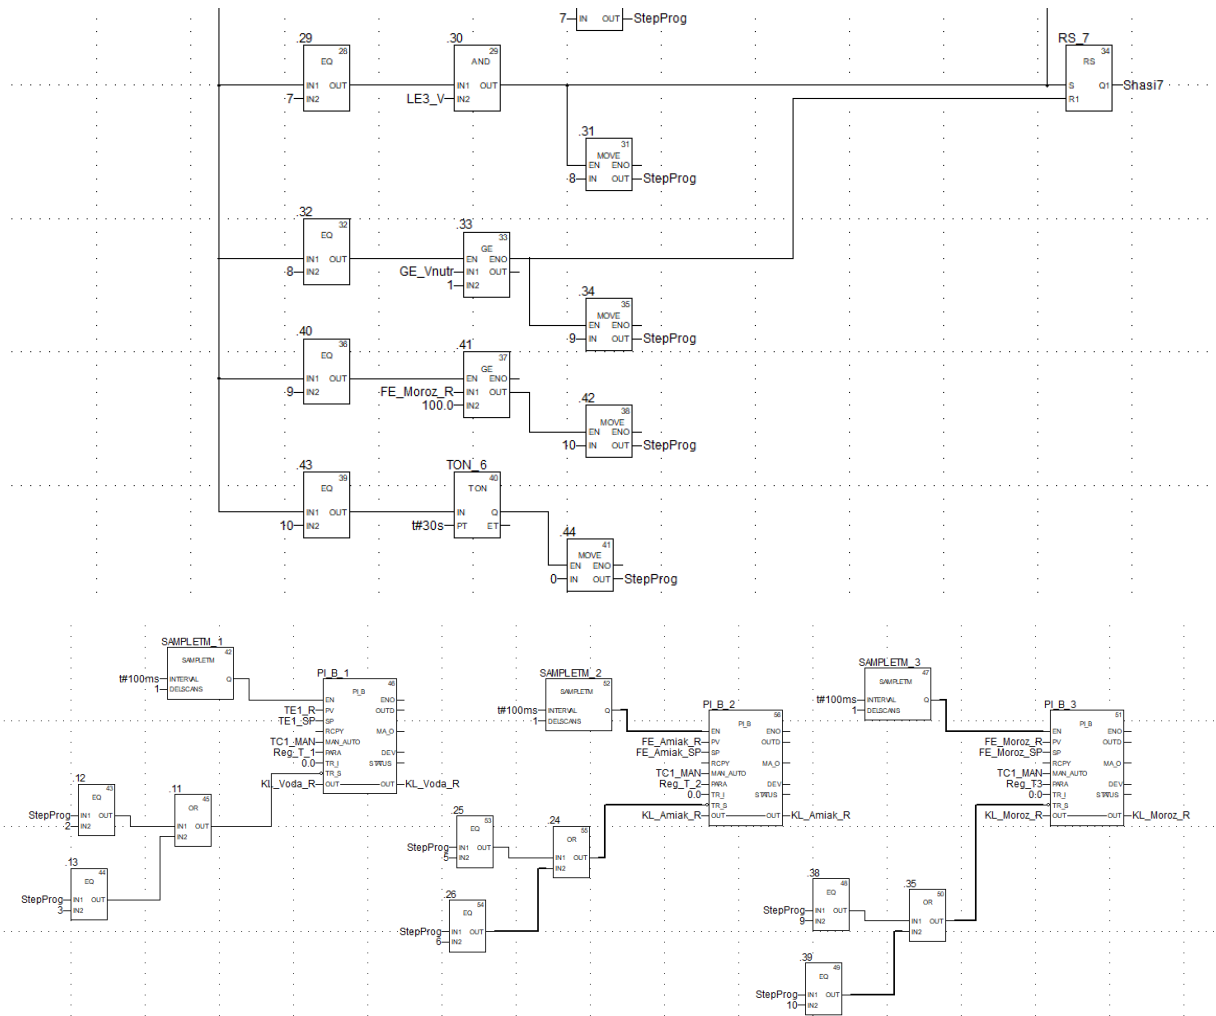 7 IN OUT StepProg
.29 .30 RS_7
28 29 34
EQ AND RS
IN1 OUT IN1 OUT S Q1 Shasi7
7 IN2 LE3_V IN2 R1
.31
31
MOVE
EN ENO
8 IN OUT StepProg
.32 .33
32 33
EQ GE
IN1 OUT EN ENO
8 IN2 GE_Vnutr IN1 OUT
1 IN2
.34
35
MOVE
EN ENO
9 IN OUT StepProg
.40 .41
36 37
EQ GE
IN1 OUT EN ENO
9 IN2 FE_Moroz_R IN1 OUT
100.0 IN2
.42
38
MOVE
EN ENO
10 IN OUT StepProg
.43 TON_6
39 40
EQ TON
IN1 OUT IN Q
10 IN2 t#30s PT ET
.44
41
MOVE
EN ENO
0 IN OUT StepProg
SAMPLETM_1
42
SAMPLETM
t#100ms INTERVAL Q
1 DELSCANS
PI_B_1
46
PI_B
EN ENO
TE1_R PV OUTD
TE1_SP SP
RCPY MA_O
TC1_MAN MAN_AUTO
Reg_T_1 PARA DEV
0.0 TR_I STATUS
TR_S
KL_Voda_R OUT OUT KL_Voda_R
.12
43
EQ
StepProg IN1 OUT
2 IN2
.11
45
OR
IN1 OUT
IN2
.13
44
EQ
StepProg IN1 OUT
3 IN2
SAMPLETM_2
52
SAMPLETM
t#100ms INTERVAL Q
1 DELSCANS
PI_B_2
56
PI_B
EN ENO
FE_Amiak_R PV OUTD
FE_Amiak_SP SP
RCPY MA_O
TC1_MAN MAN_AUTO
Reg_T_2 PARA DEV
0.0 TR_I STATUS
TR_S
KL_Amiak_R OUT OUT KL_Amiak_R
.25
53
EQ
StepProg IN1 OUT
5 IN2
.24
55
OR
IN1 OUT
IN2
.26
54
EQ
StepProg IN1 OUT
6 IN2
SAMPLETM_3
47
SAMPLETM
t#100ms INTERVAL Q
1 DELSCANS
PI_B_3
51
PI_B
EN ENO
FE_Moroz_R PV OUTD
FE_Moroz_SP SP
RCPY MA_O
TC1_MAN MAN_AUTO
Reg_T3 PARA DEV
0.0 TR_I STATUS
TR_S
KL_Moroz_R OUT OUT KL_Moroz_R
.38
48
EQ
StepProg IN1 OUT
9 IN2
.35
50
OR
IN1 OUT
IN2
.39
49
EQ
StepProg IN1 OUT
10 IN2